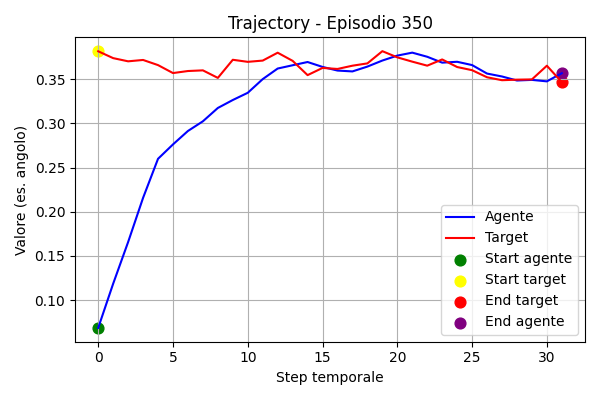 Trajectory - Episodio 350
Valore (es. angolo)
0.35
0.30
0.25
0.20
0.15
0.10
0
5
10
15
20
25
30
Step temporale
Agente
Target
Start agente
Start target
End target
End agente